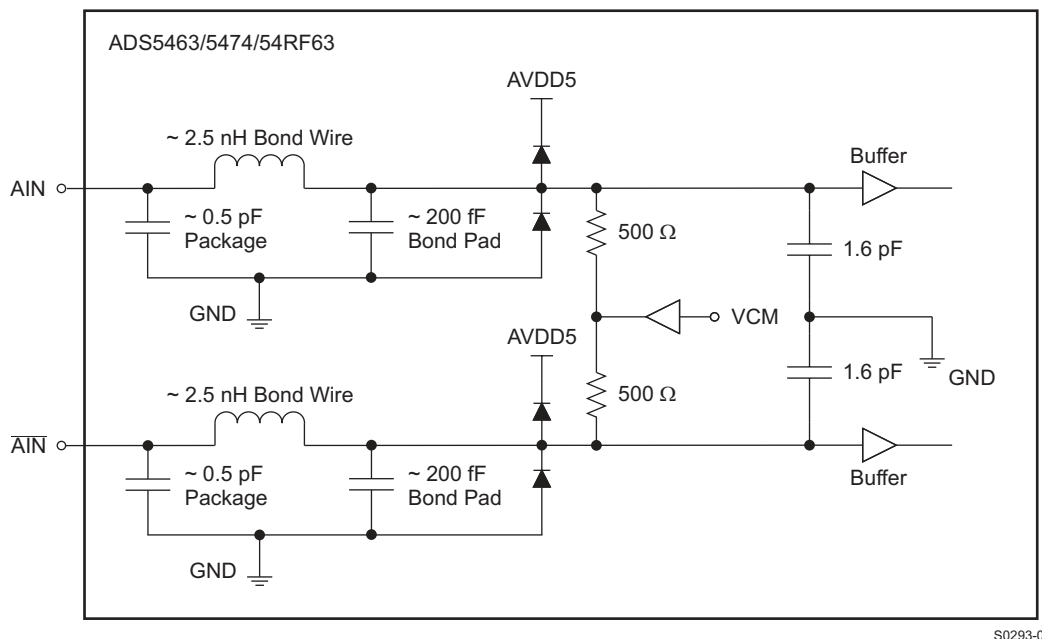 ADS5463/5474/54RF63
AVDD5
~ 2.5 nH Bond Wire
Buffer
AIN
~ 0.5 pF
Package
~ 200 fF
Bond Pad
500 Ω
1.6 pF
GND
VCM
AVDD5
GND
1.6 pF
~ 2.5 nH Bond Wire
500 Ω
AIN
~ 0.5 pF
Package
~ 200 fF
Bond Pad
Buffer
GND